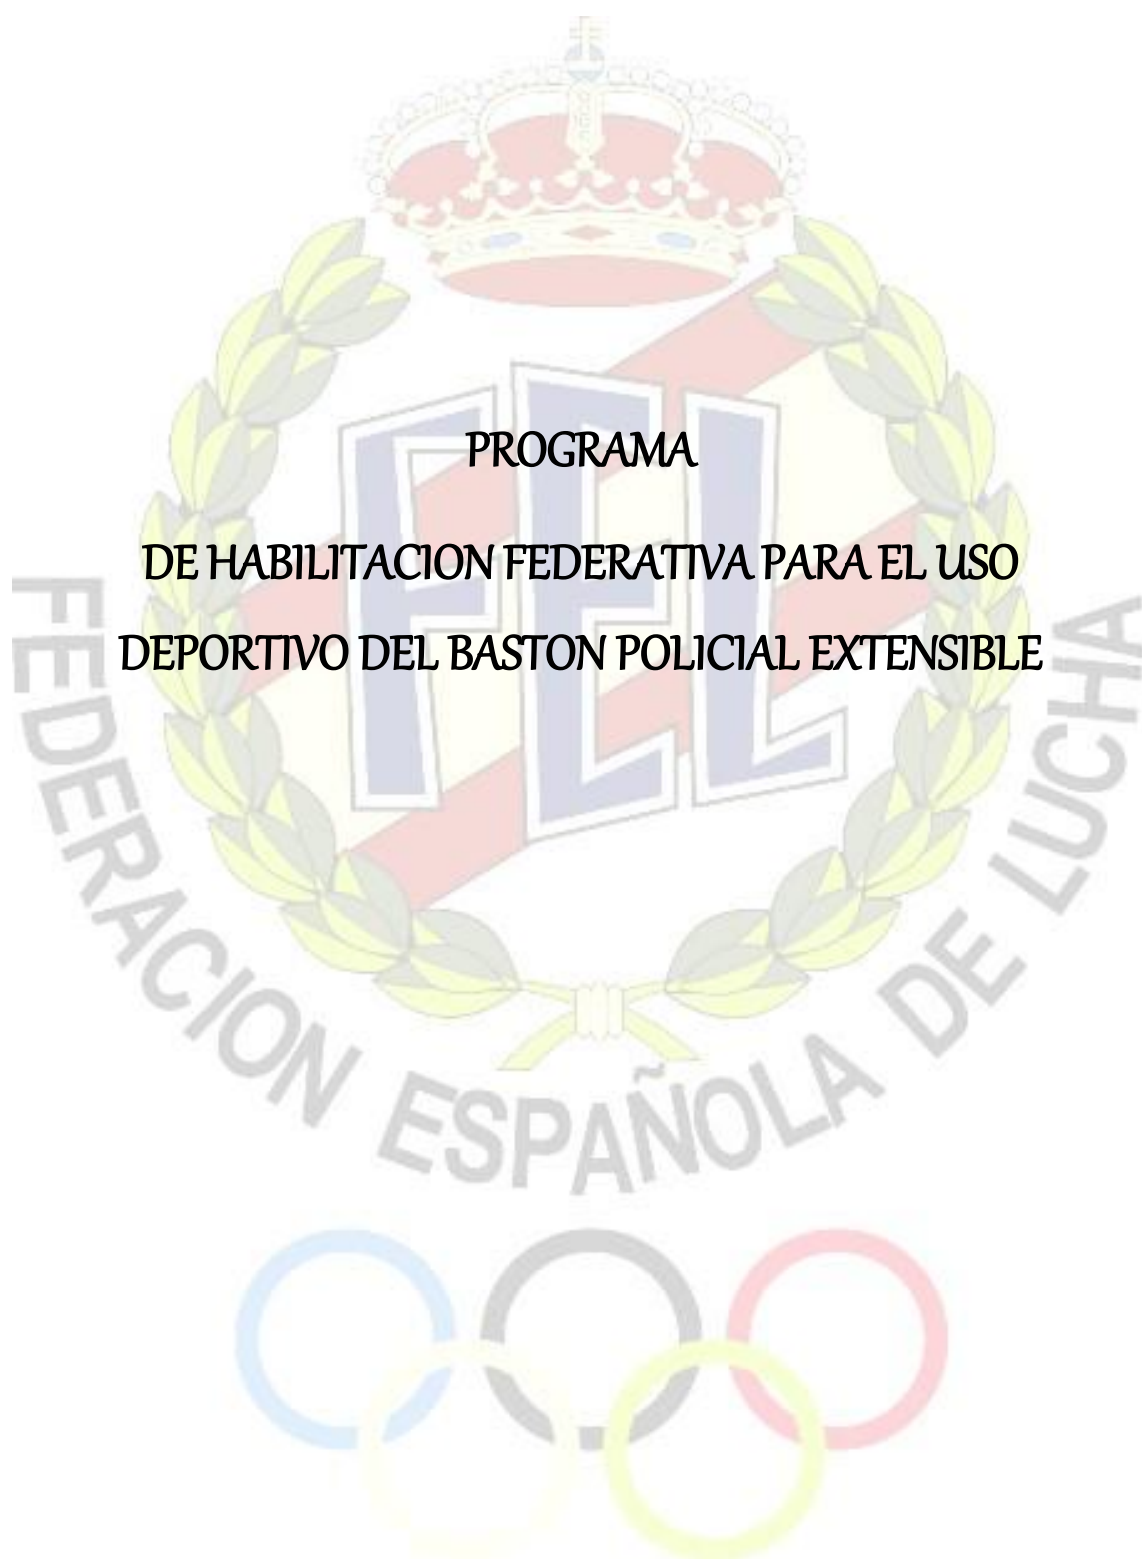 PROGRAMA
DE HABILITACION FEDERATIVA PARA EL USO
DEPORTIVO DEL BASTON POLICIAL EXTENSIBLE
FEL
FEDERACION ESPAÑOLA DE LUCHA